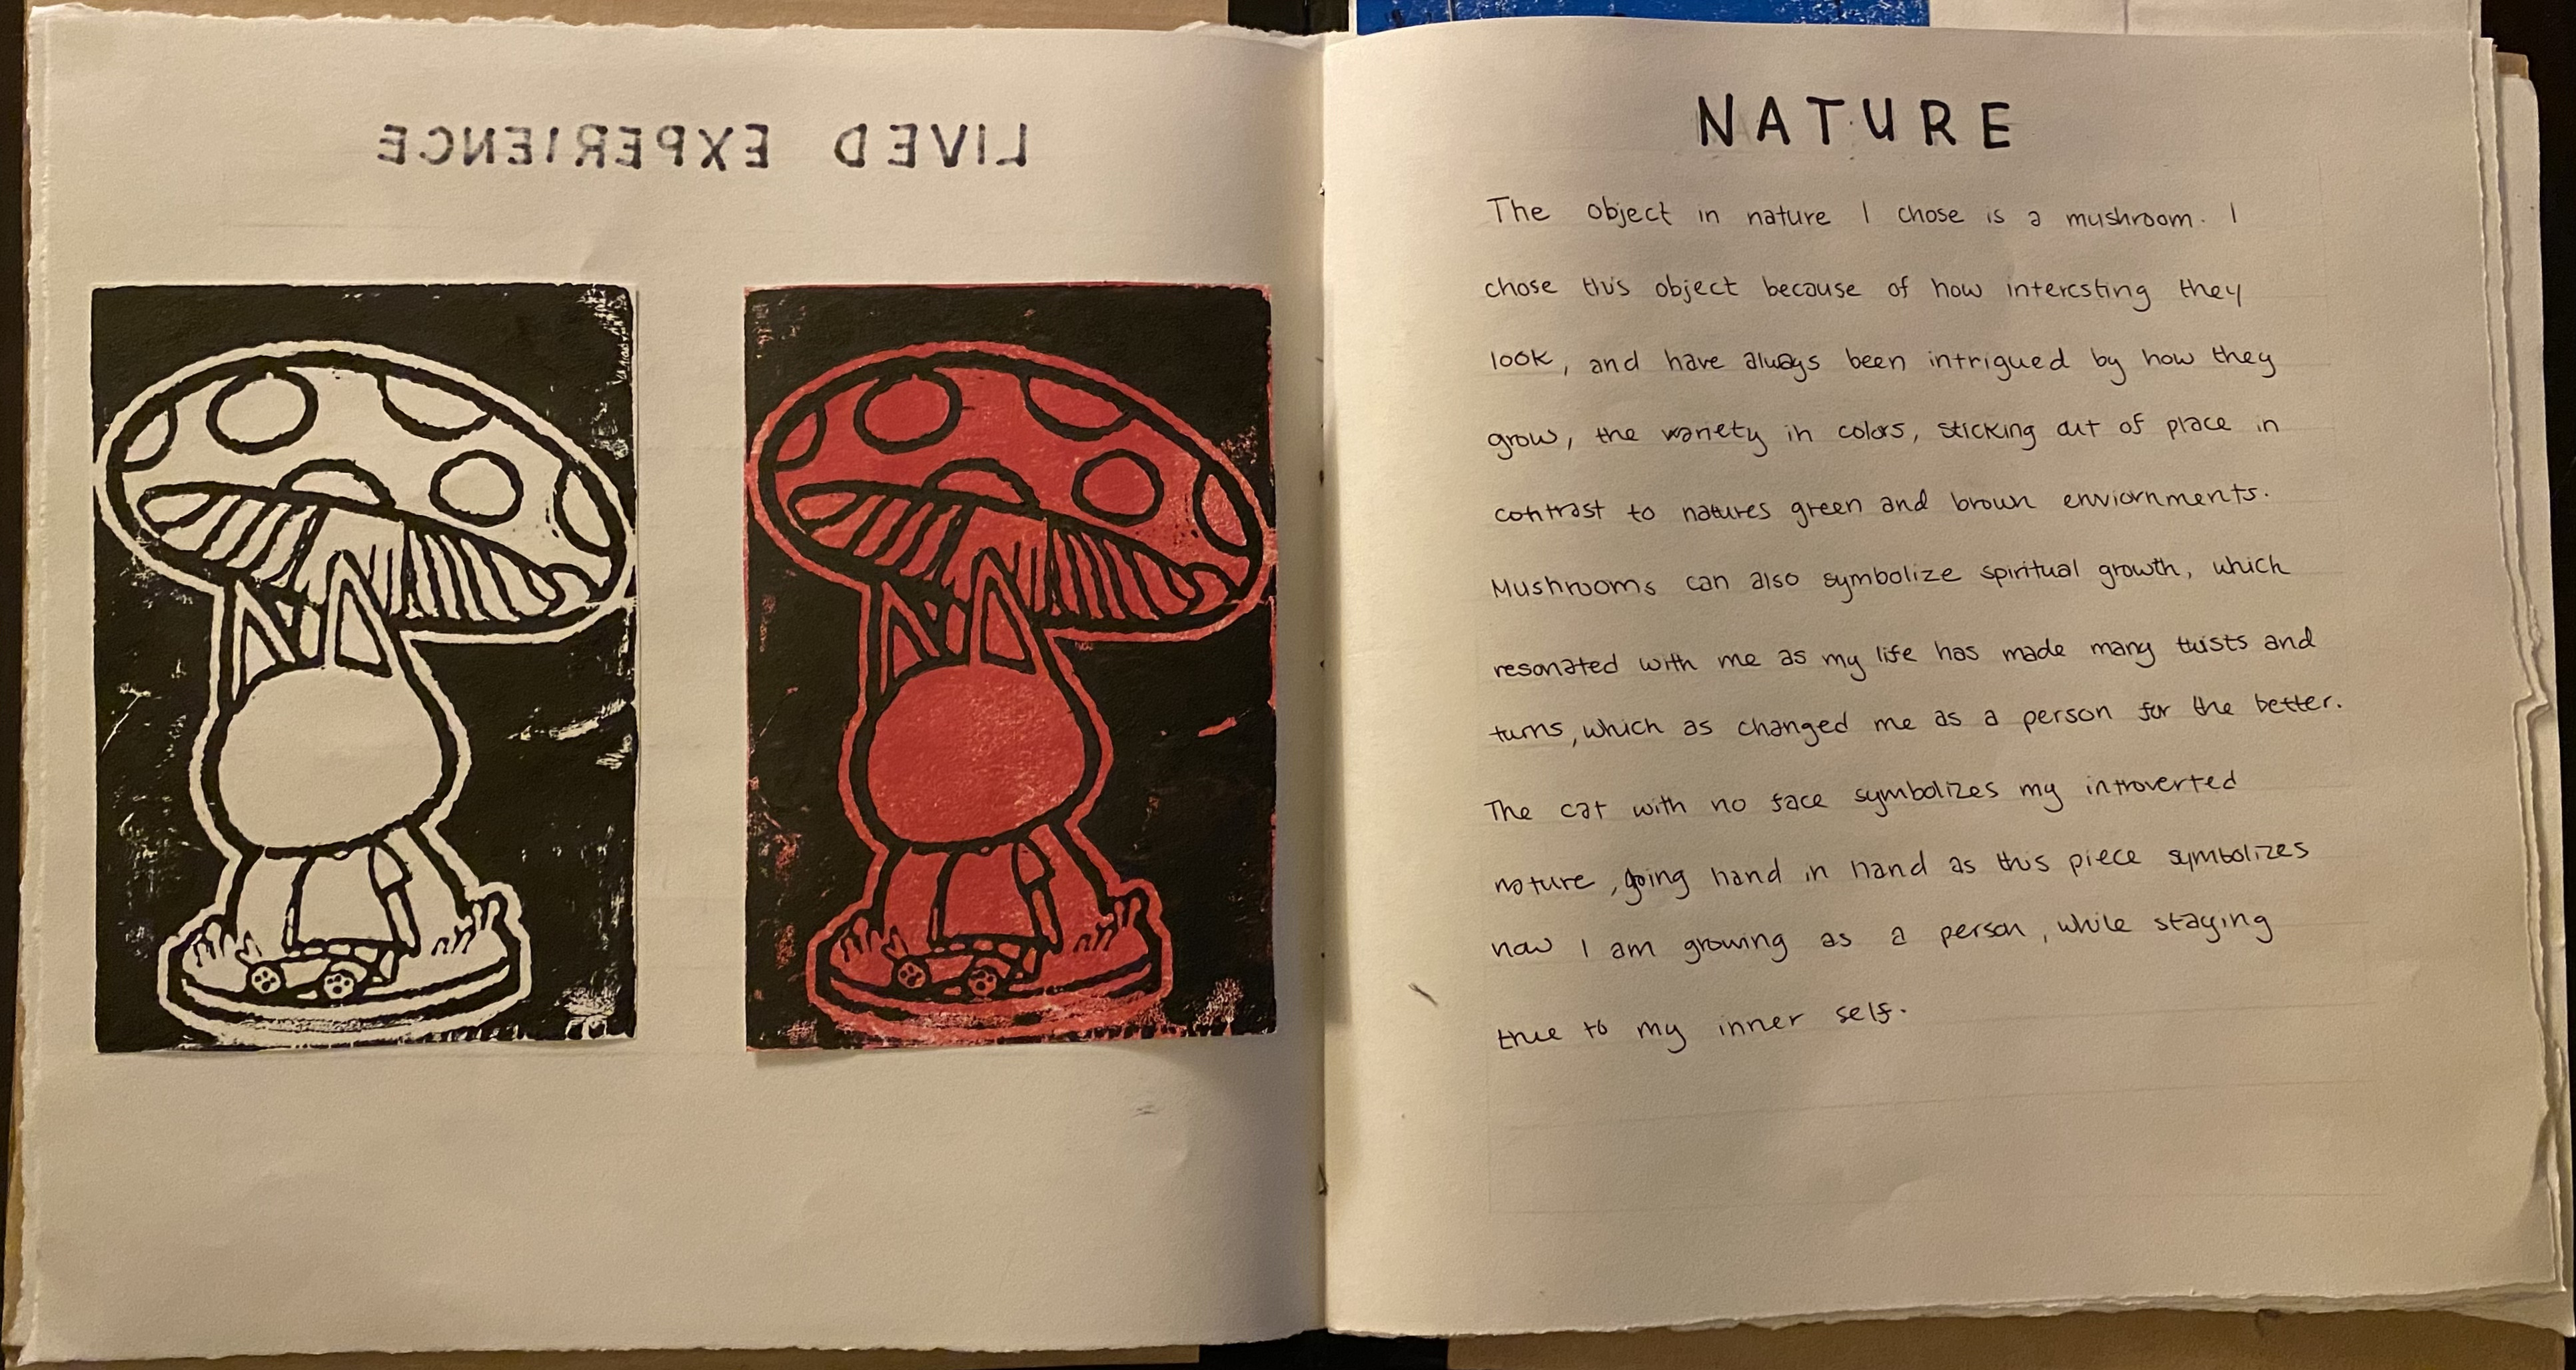 LIVED EXPERIENCE
NATURE
The object in nature I chose is a mushroom. I
chose this object because of how interesting they
look, and have always been intrigued by how they
grow, the variety in colors, sticking out of place in
contrast to natures green and brown enviornments.
Mushrooms can also symbolize spiritual growth, which
resonated with me as my life has made many twists and
turns, which as changed me as a person for the better.
The cat with no face symbolizes my introverted
nature, going hand in hand as this piece symbolizes
how I am growing as a person, while staying
true to my inner self.